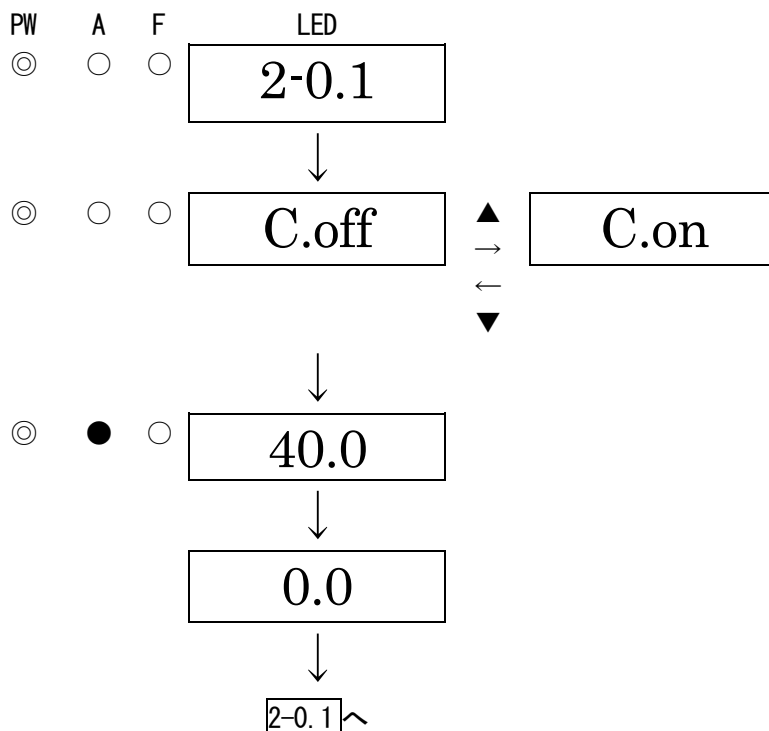 PW A F LED
◎ ○ ○ 2-0.1
↓
◎ ○ ○ C.off ▲ C.on
→
←
▼
↓
◎ ● ○ 40.0
↓
0.0
↓
2-0.1へ